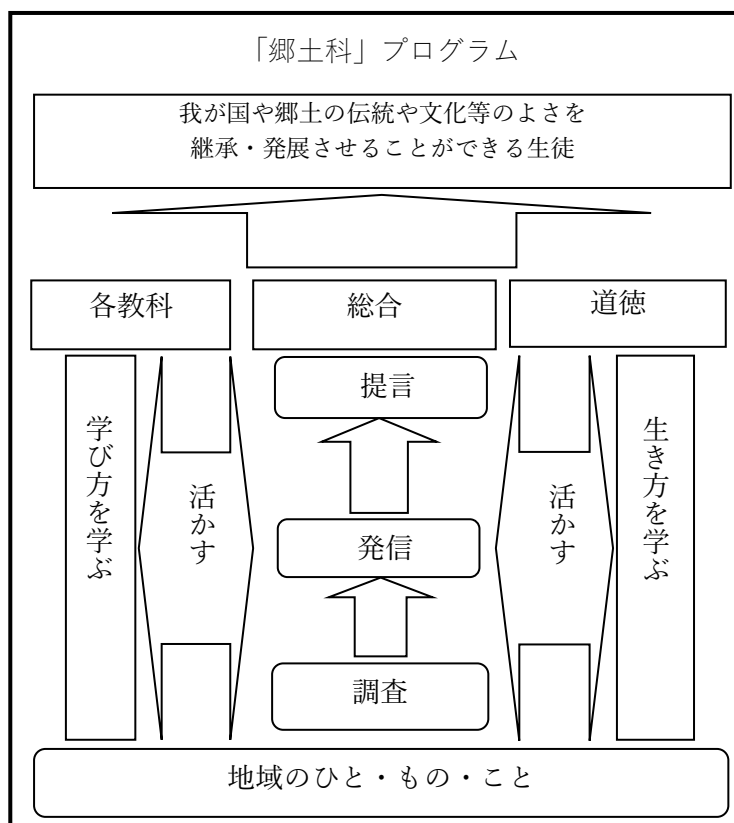 「郷土科」プログラム
我が国や郷土の伝統や文化等のよさを
継承・発展させることができる生徒
各教科
総合
道徳
学び方を学ぶ
活かす
提言
発信
調査
活かす
生き方を学ぶ
地域のひと・もの・こと